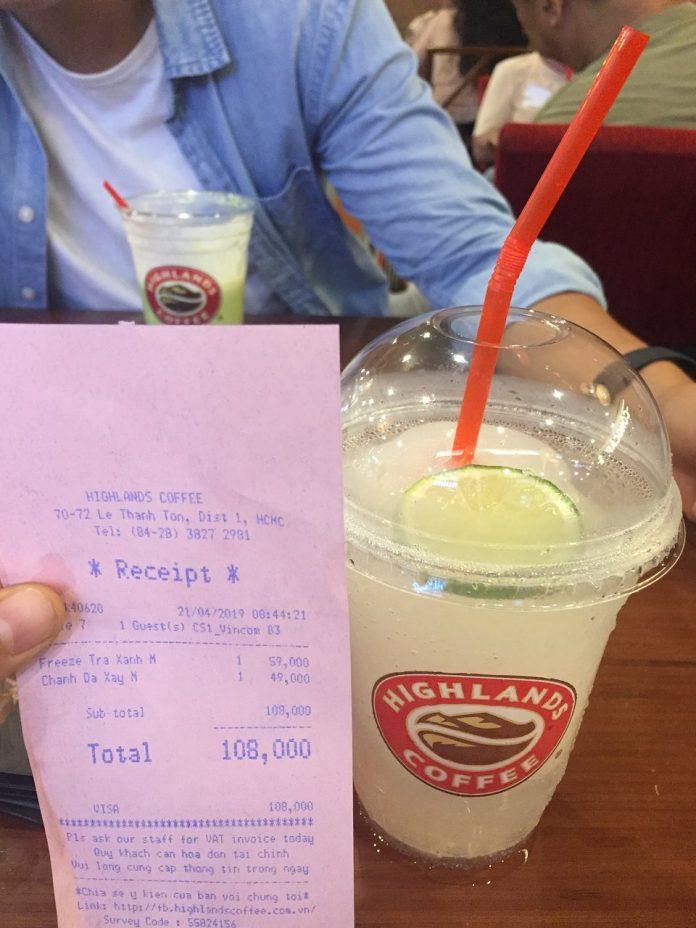 HIGHLANDS
COFFEE
HIGHLANDS COFFEE
70-72 Le Thanh Ton, Dist 1, HCMC
Tel: (84-28) 3827 2981
* Receipt *
40620 21/04/2019 08:44:21
7 1 Guest(s) CS1_Vincom B3
Freeze Tra Xanh M 1 59,000
Chanh Da Xay M 1 49,000
Sub total 108,000
Total 108,000
VISA 108,000
Pls ask our staff for VAT invoice today
Quy khach can hoa don tai chinh
Vui long cung cap thong tin trong ngay
*Chia se y kien cua ban voi chung toi*
Link: http://fb.highlandscoffee.com.vn/
Survey Code : 55824156
HIGHLANDS
COFFEE